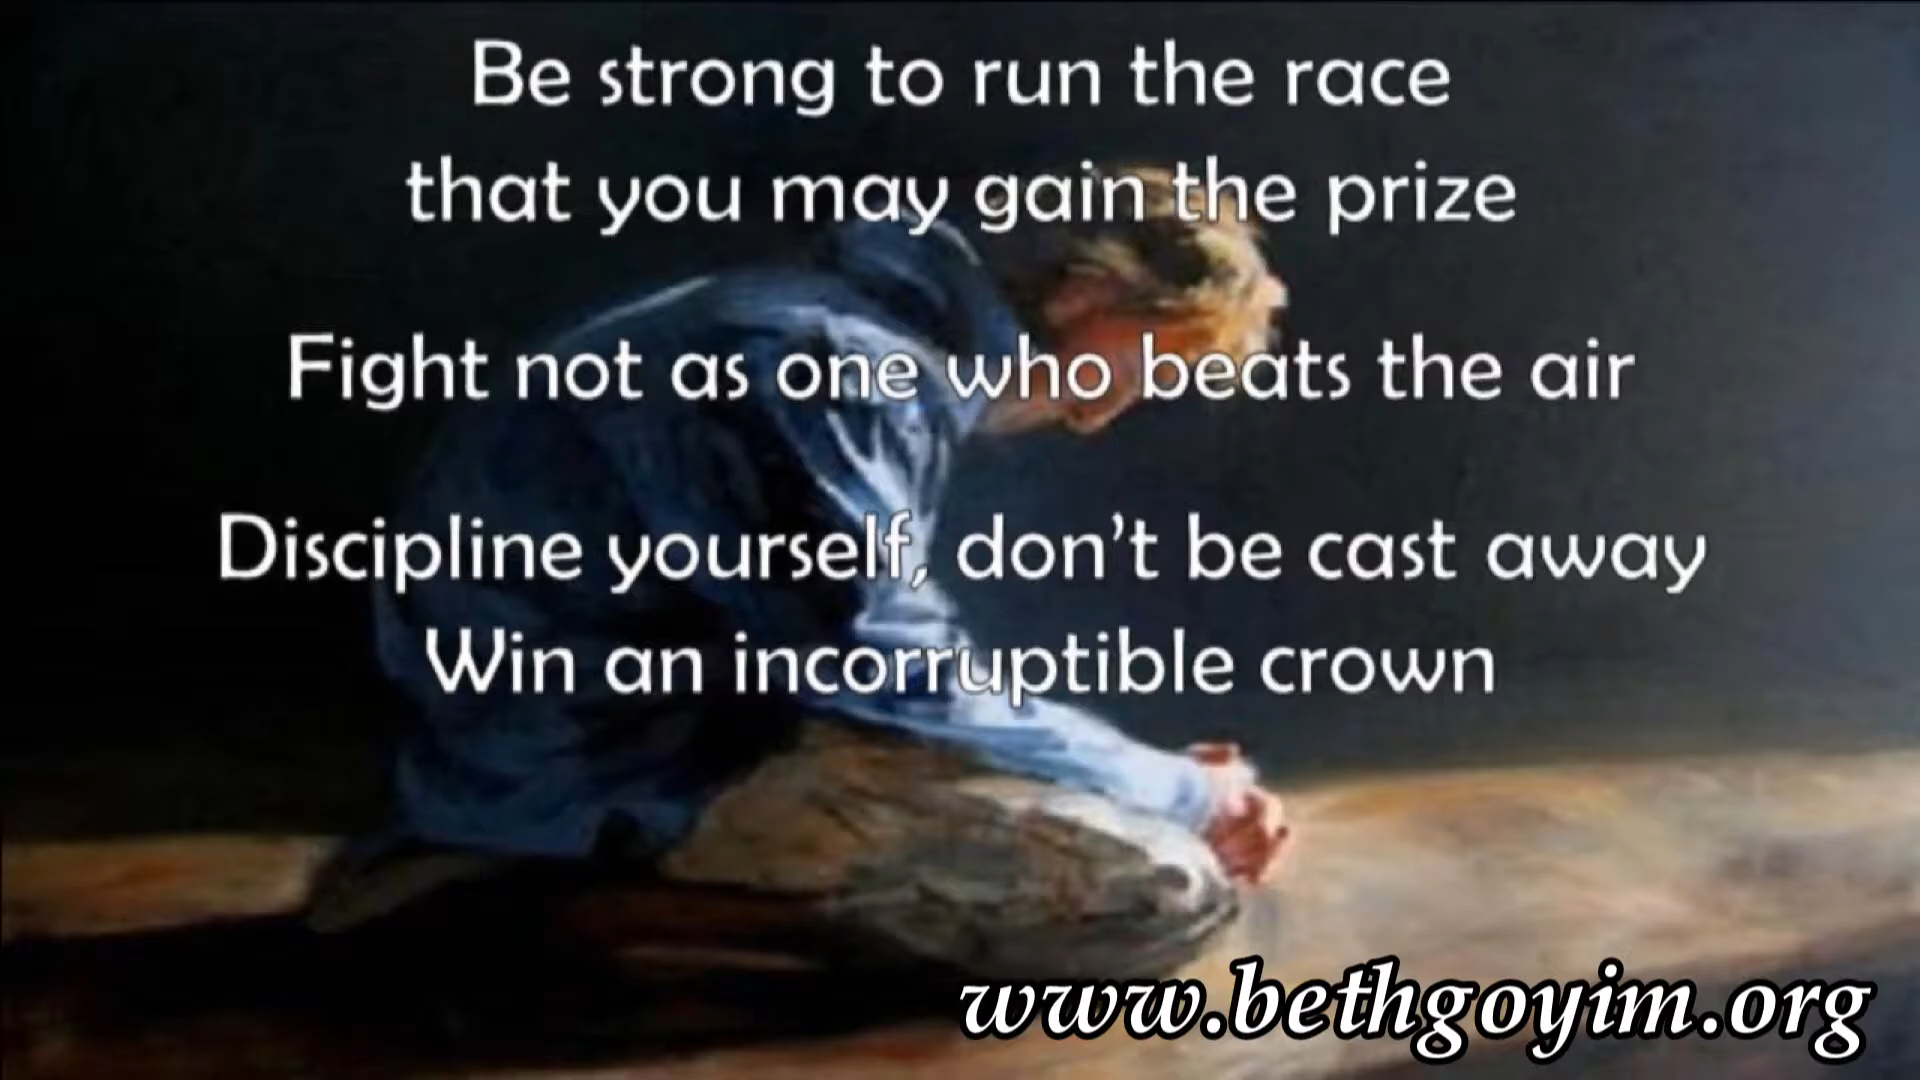 Be strong to run the race
that you may gain the prize
Fight not as one who beats the air
Discipline yourself, don’t be cast away
Win an incorruptible crown
www.bethgoyim.org